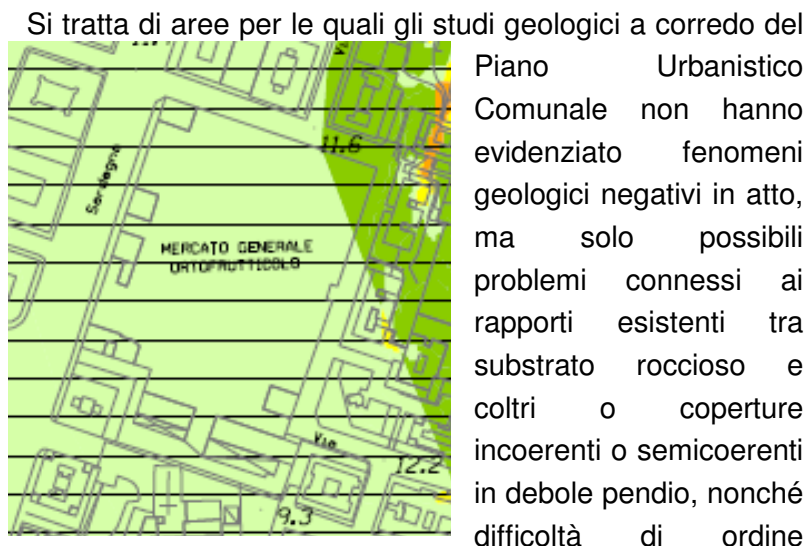 Si tratta di aree per le quali gli studi geologici a corredo del
Piano Urbanistico
Comunale non hanno
evidenziato fenomeni
geologici negativi in atto,
ma solo possibili
problemi connessi ai
rapporti esistenti tra
substrato roccioso e
coltri o coperture
incoerenti o semicoerenti
in debole pendio, nonché
difficoltà di ordine
11.6
Sardegna
MERCATO GENERALE
ORTOFRUTTICOLO
Via
12.2
9.3